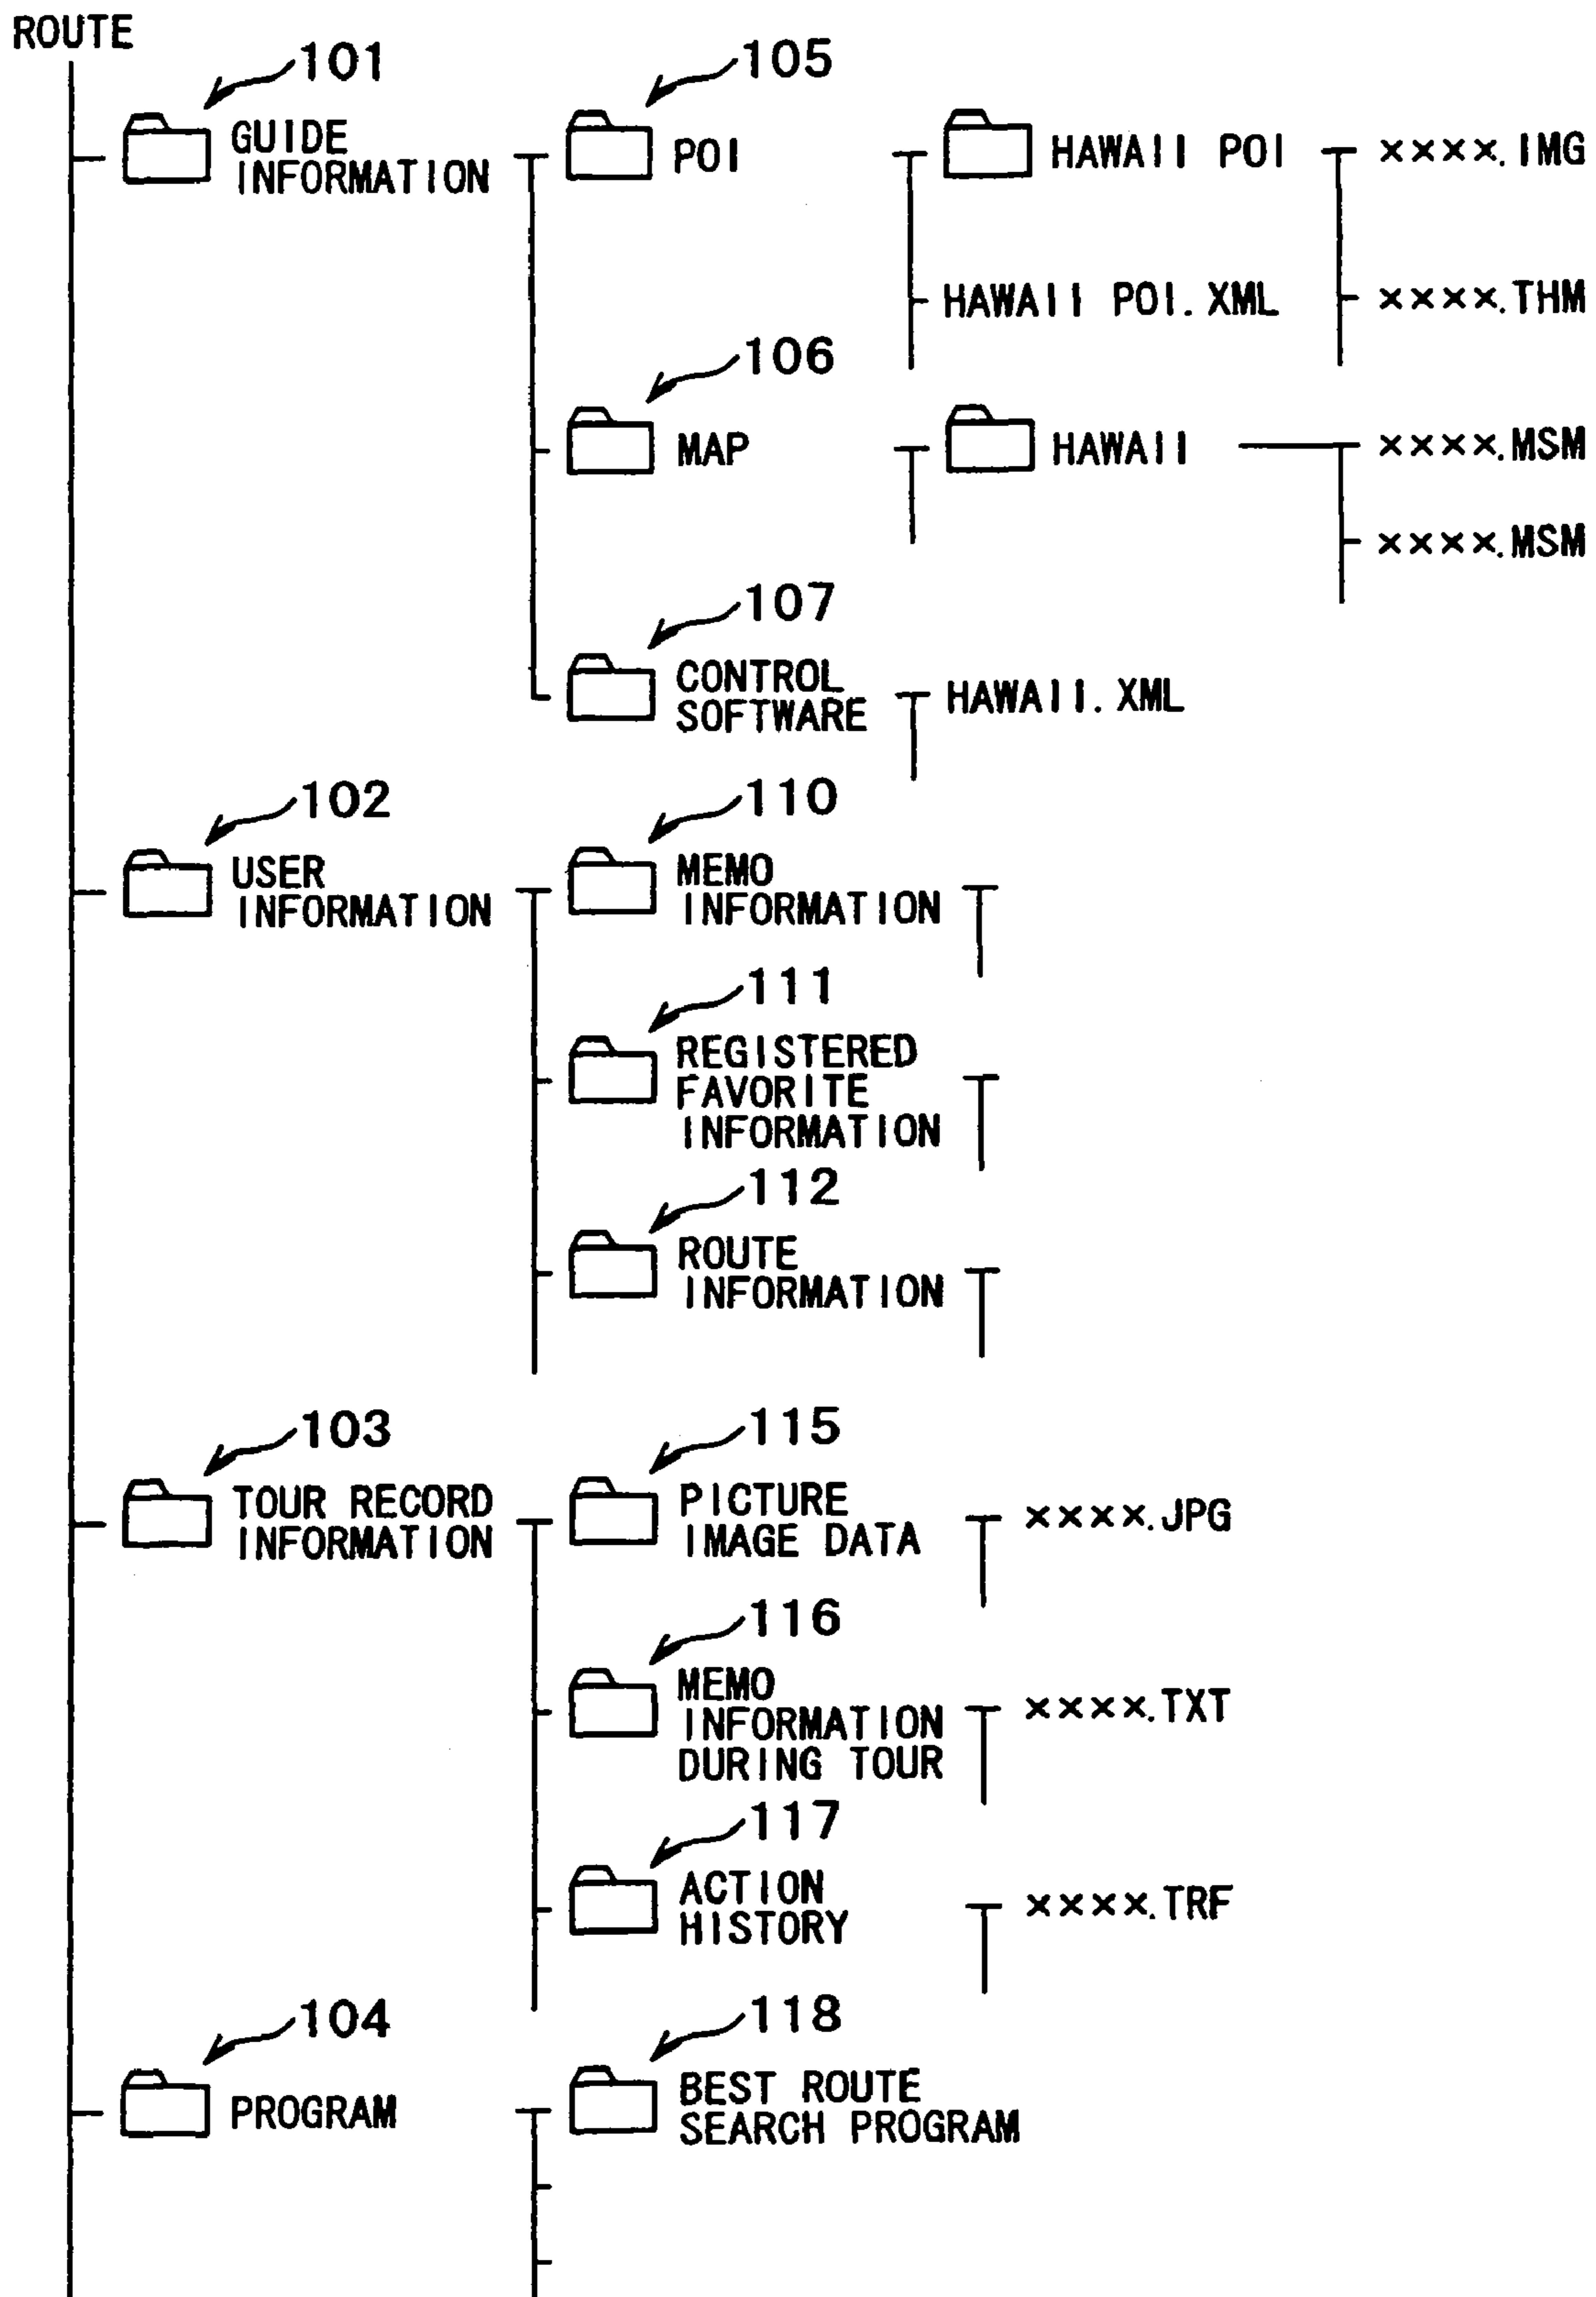 ROUTE
101
105
GUIDE
INFORMATION
POI
HAWAII POI
××××.IMG
HAWAII POI.XML
××××.THM
106
MAP
HAWAII
××××.MSM
××××.MSM
107
CONTROL
SOFTWARE
HAWAII.XML
102
110
USER
INFORMATION
MEMO
INFORMATION
111
REGISTERED
FAVORITE
INFORMATION
112
ROUTE
INFORMATION
103
115
TOUR RECORD
INFORMATION
PICTURE
IMAGE DATA
××××.JPG
116
MEMO
INFORMATION
DURING TOUR
××××.TXT
117
ACTION
HISTORY
××××.TRF
104
118
PROGRAM
BEST ROUTE
SEARCH PROGRAM